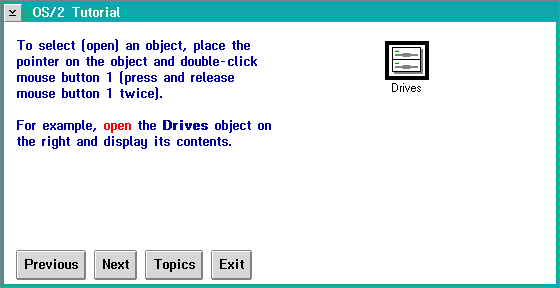 OS/2 Tutorial
To select (open) an object, place the
pointer on the object and double-click
mouse button 1 (press and release
mouse button 1 twice).
For example, open the Drives object on
the right and display its contents.
Drives
Previous Next Topics Exit